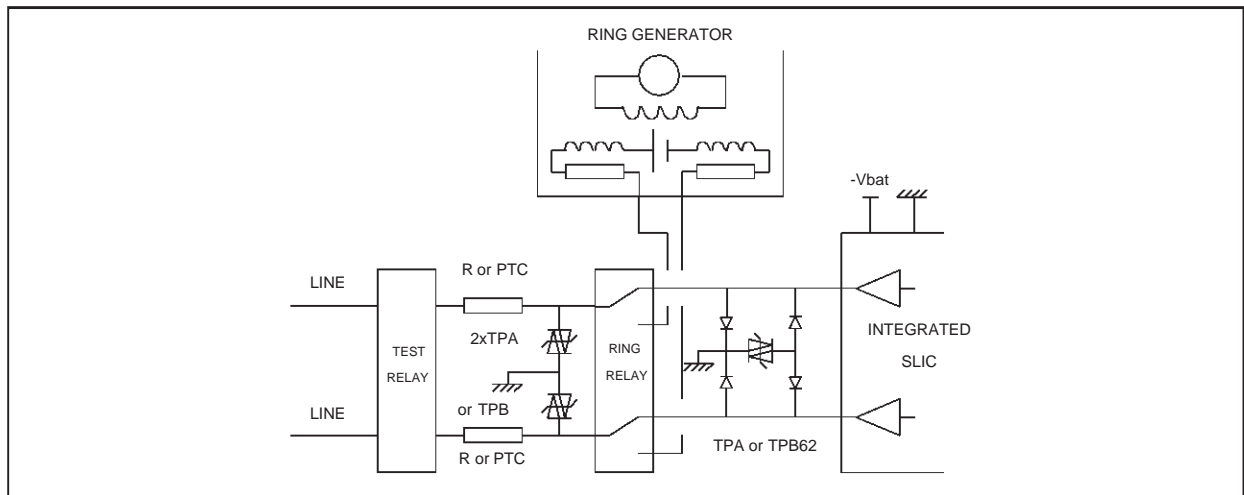 RING GENERATOR
-Vbat
LINE
R or PTC
2xTPA
TEST
RELAY
RING
RELAY
INTEGRATED
SLIC
LINE
or TPB
R or PTC
TPA or TPB62